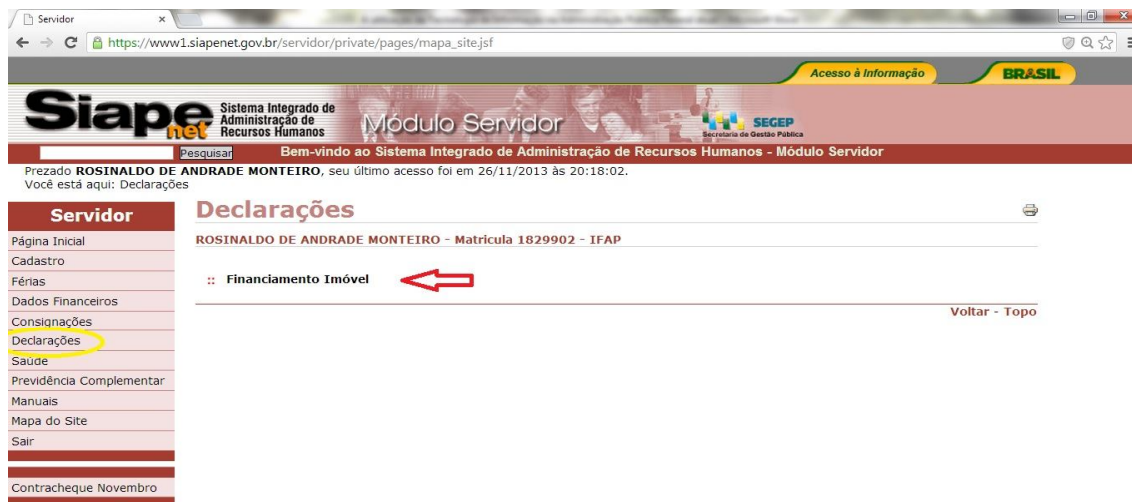 Servidor
https://www1.siapenet.gov.br/servidor/private/pages/mapa_site.jsf
Acesso à Informação
BRASIL
Siape
net
Sistema Integrado de
Administração de
Recursos Humanos
Módulo Servidor
SEGEP
Secretaria de Gestão Pública
Pesquisar
Bem-vindo ao Sistema Integrado de Administração de Recursos Humanos - Módulo Servidor
Prezado ROSINALDO DE ANDRADE MONTEIRO, seu último acesso foi em 26/11/2013 às 20:18:02.
Você está aqui: Declarações
Servidor
Página Inicial
Cadastro
Férias
Dados Financeiros
Consignações
Declarações
Saúde
Previdência Complementar
Manuais
Mapa do Site
Sair
Contracheque Novembro
Declarações
ROSINALDO DE ANDRADE MONTEIRO - Matricula 1829902 - IFAP
:: Financiamento Imóvel
Voltar - Topo